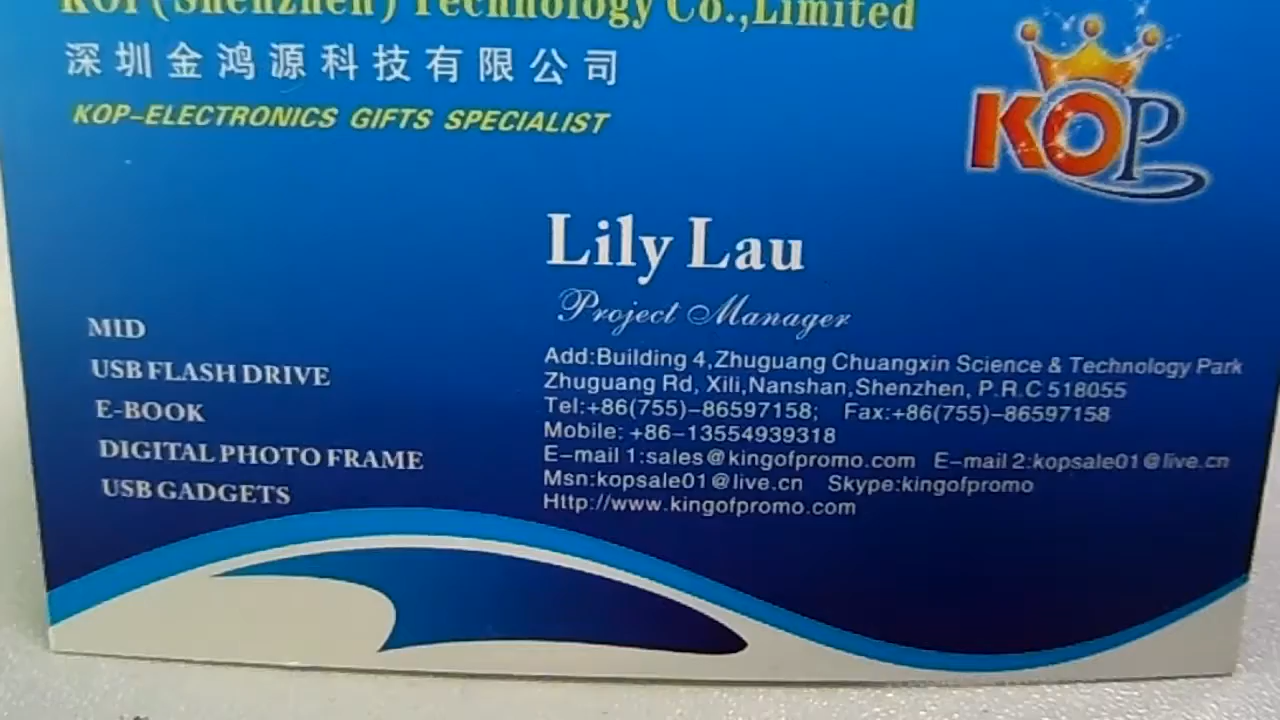 (Shenzhen) Technology Co.,Limited
深圳金鸿源科技有限公司
KOP-ELECTRONICS GIFTS SPECIALIST
KOP
Lily Lau
Project Manager
MID
USB FLASH DRIVE
E-BOOK
DIGITAL PHOTO FRAME
USB GADGETS
Add:Building 4,Zhuguang Chuangxin Science & Technology Park
Zhuguang Rd, Xili,Nanshan,Shenzhen, P.R.C 518055
Tel:+86(755)-86597158; Fax:+86(755)-86597158
Mobile: +86-13554939318
E-mail 1:sales@kingofpromo.com E-mail 2:kopsale01@live.cn
Msn:kopsale01@live.cn Skype:kingofpromo
Http://www.kingofpromo.com